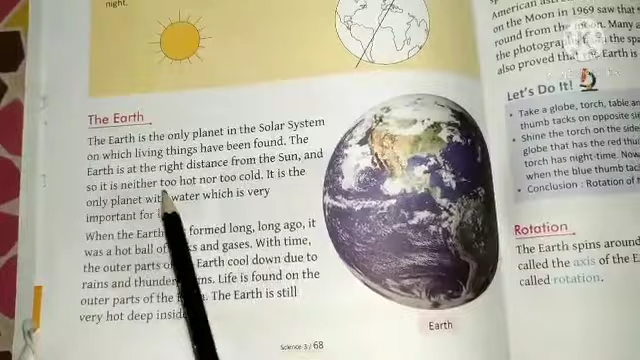 night.
The Earth
The Earth is the only planet in the Solar System
on which living things have been found. The
Earth is at the right distance from the Sun, and
so it is neither too hot nor too cold. It is the
only planet with water which is very
important for
When the Earth formed long, long ago, it
was a hot ball of and gases. With time,
the outer parts of Earth cool down due to
rains and Life is found on the
outer parts of the The Earth is still
very hot deep inside
Earth
Science 3 / 68
American
on the Moon in 1969 saw that
round from the moon. Many
the photograph from the spa
also proved that the Earth is
Let's Do It!
• Take a globe, torch, table an
thumb tacks on opposite si
• Shine the torch on the side
globe that has the red thu
torch has night-time. Now
when the blue thumb tac
• Conclusion : Rotation of
Rotation
The Earth spins around
called the axis of the E
called rotation.
KINEMASTER